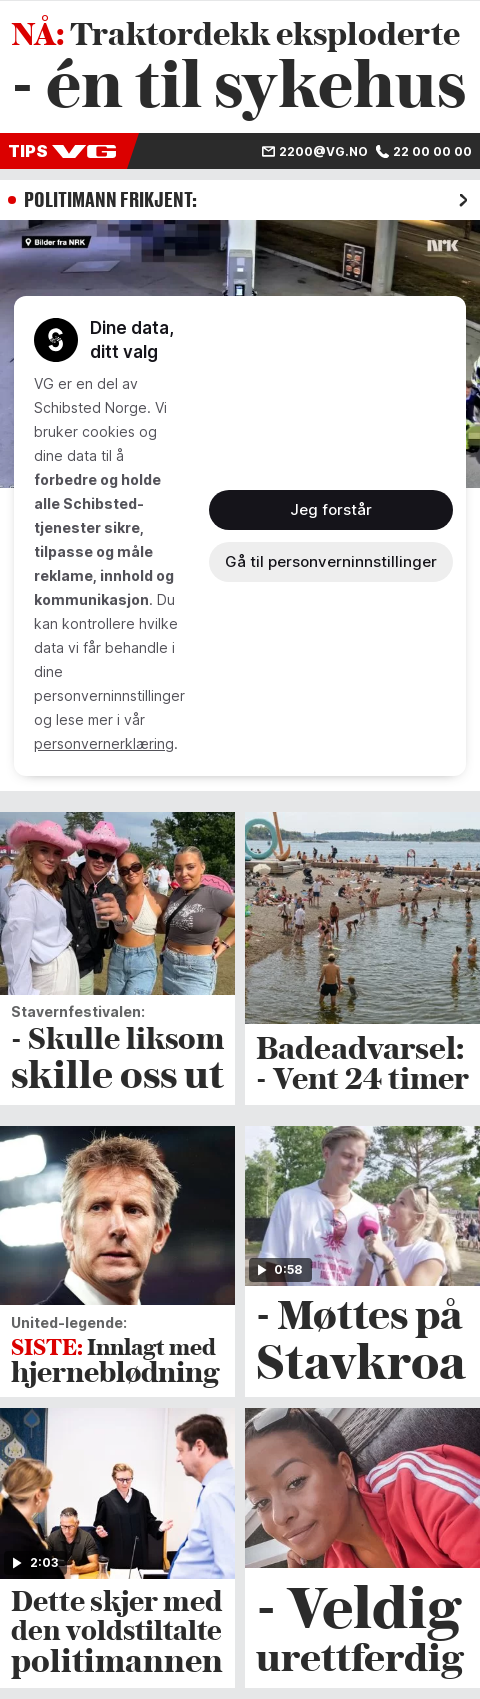 NÅ: Traktordekk eksploderte
- én til sykehus
TIPS VG 2200@VG.NO 22 00 00 00
POLITIMANN FRIKJENT:
Bilder fra NRK
NRK
Dine data,
ditt valg
VG er en del av
Schibsted Norge. Vi
bruker cookies og
dine data til å
forbedre og holde
alle Schibsted-
tjenester sikre,
tilpasse og måle
reklame, innhold og
kommunikasjon. Du
kan kontrollere hvilke
data vi får behandle i
dine
personverninnstillinger
og lese mer i vår
personvernerklæring.
Jeg forstår
Gå til personverninnstillinger
Stavernfestivalen:
- Skulle liksom
skille oss ut
Badeadvarsel:
- Vent 24 timer
United-legende:
SISTE: Innlagt med
hjerneblødning
0:58
- Møttes på
Stavkroa
2:03
Dette skjer med
den voldstiltalte
politimannen
- Veldig
urettferdig